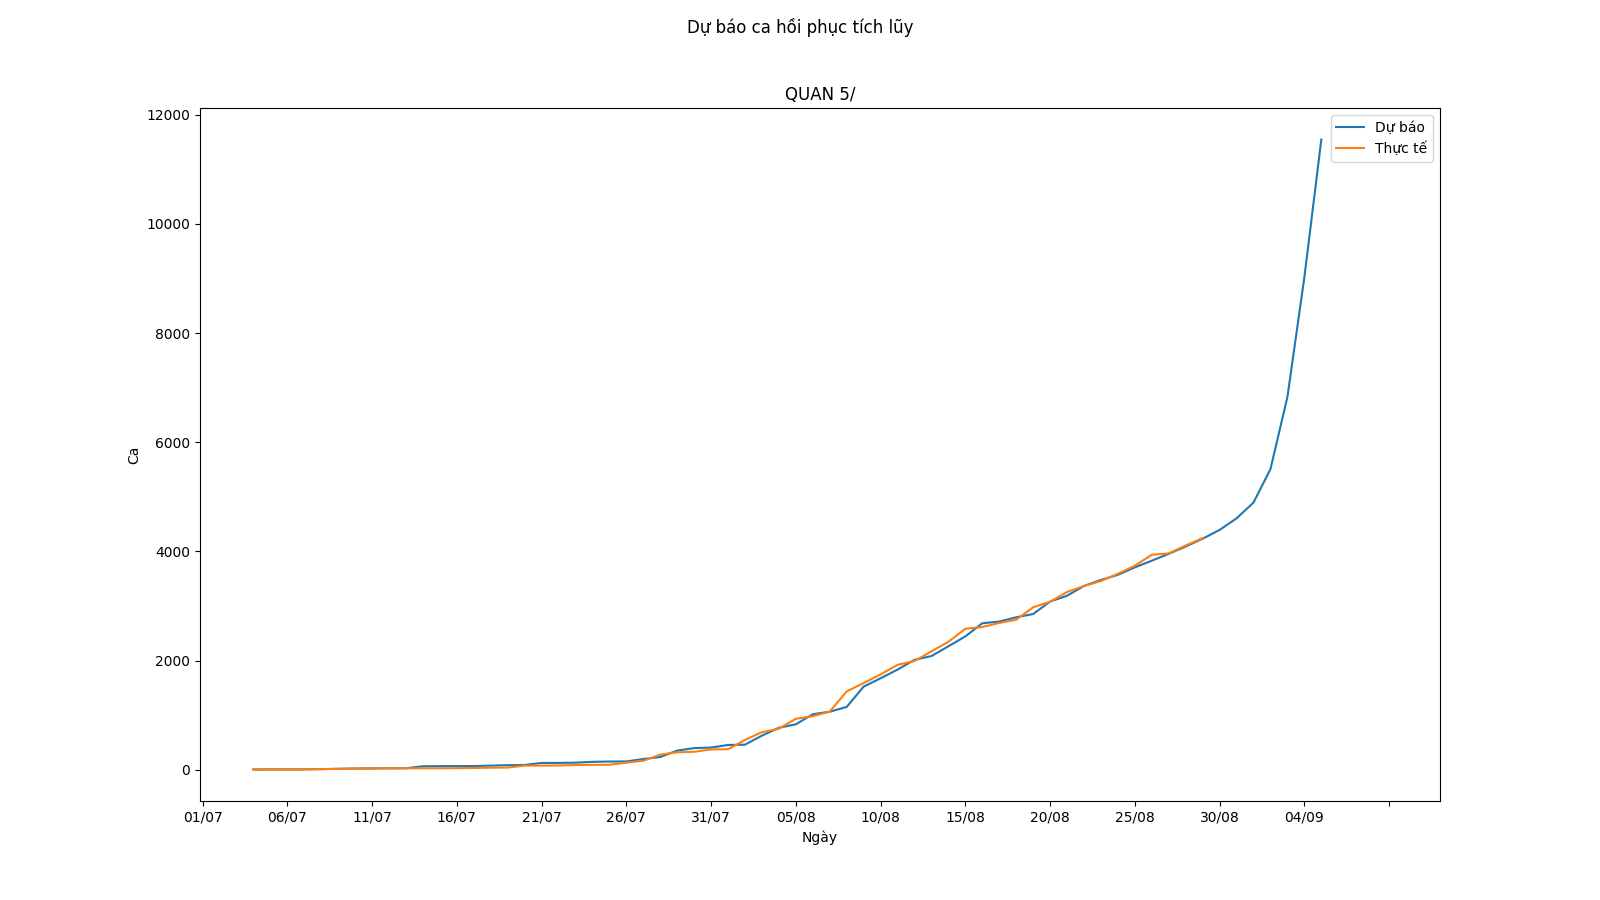 Dự báo ca hồi phục tích lũy
QUAN 5/
12000
10000
8000
6000
4000
2000
0
Ca
Dự báo
Thực tế
01/07 06/07 11/07 16/07 21/07 26/07 31/07 05/08 10/08 15/08 20/08 25/08 30/08 04/09
Ngày